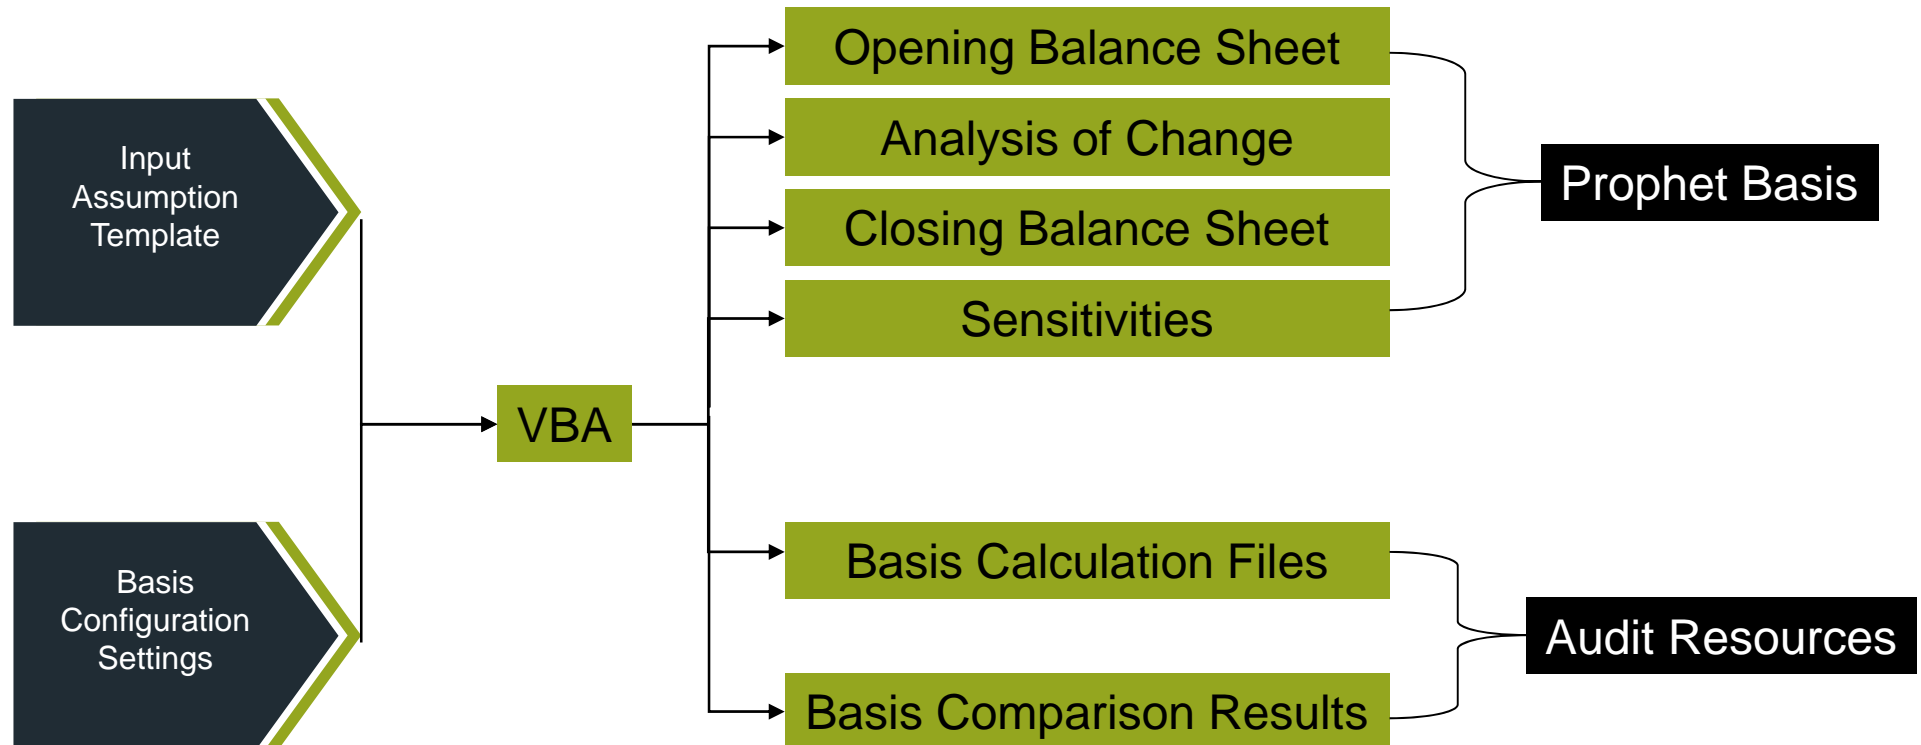 Input
Assumption
Template
Basis
Configuration
Settings
VBA
Opening Balance Sheet
Analysis of Change
Closing Balance Sheet
Sensitivities
Basis Calculation Files
Basis Comparison Results
Prophet Basis
Audit Resources